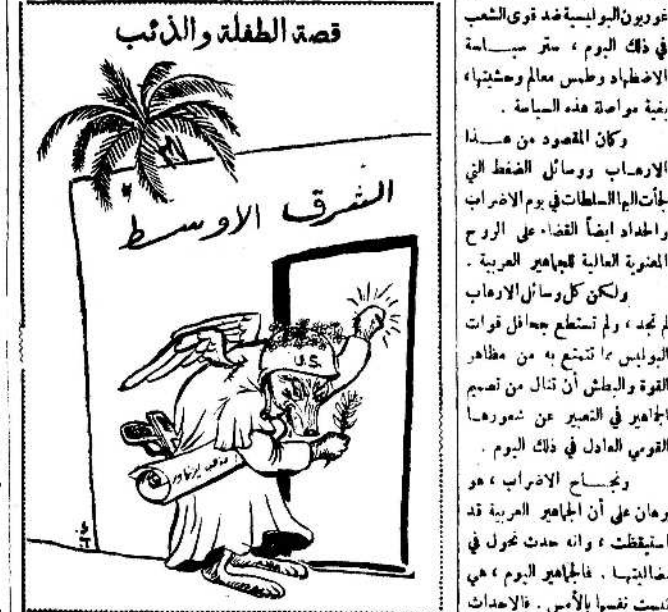 غوريون البوليسية ضد قوى الشعب
في ذلك اليوم ، ستر سياسة
الاضطهاد وطمس معالم وحشيتها،
بغية مواصلة هذه السياسة .
وكان المقصود من هذا
الارهاب ووسائل الضغط التي
لجأت اليها السلطات في يوم الاضراب
والحداد ايضاً القضاء على الروح
المعنوية العالية للجماهير العربية .
ولكن كل وسائل الارهاب
لم تجد ، ولم تستطع جحافل قوات
البوليس بما تتمتع به من مظاهر
القوة والبطش أن تنال من تصميم
الجماهير في التعبير عن شعورها
القومي العادل في ذلك اليوم .
ونجاح الاضراب ، هو
برهان على أن الجماهير العربية قد
استيقظت ، وانه حدث تحول في
نضاليتها . فالجماهير اليوم ، هي
ليست نفسها بالأمس . فالاحداث
قصة الطفلة والذئب
الشرق الاوسط
U.S.
مذهب ايزنهاور